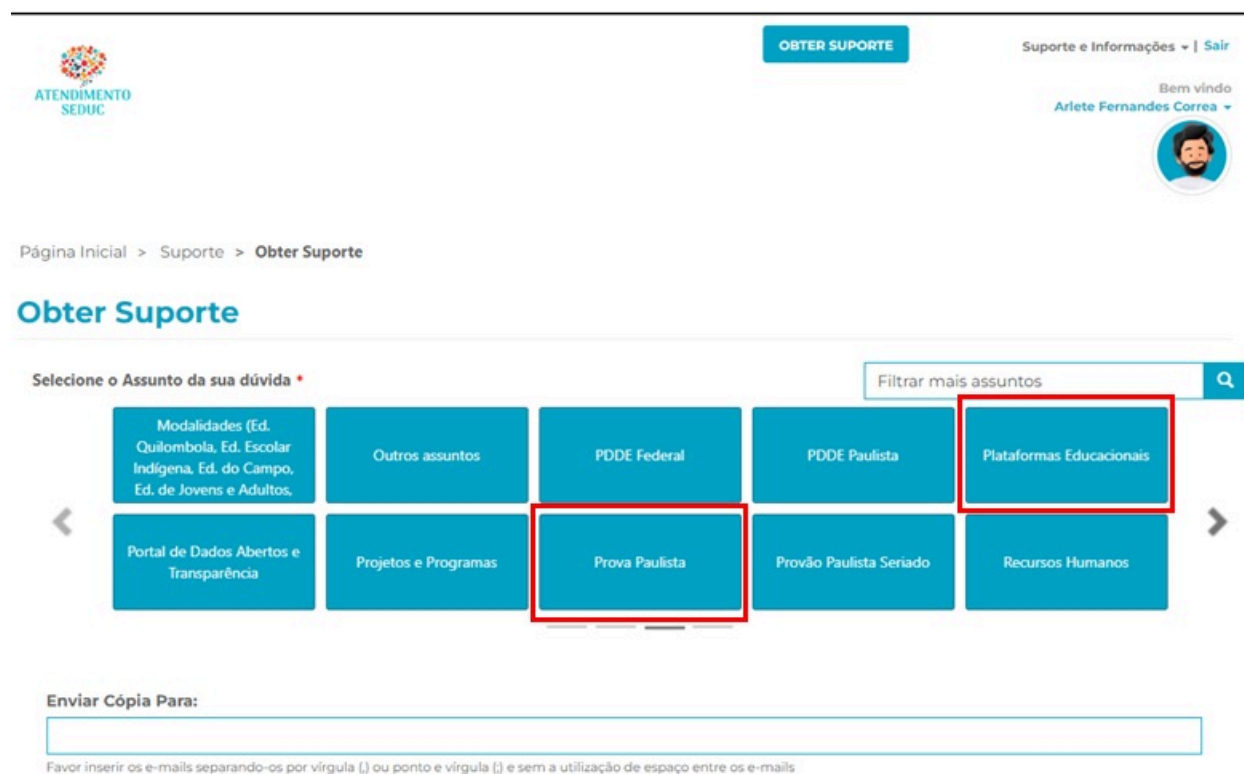 OBTER SUPORTE
Suporte e Informações | Sair
ATENDIMENTO
SEDUC
Bem vindo
Arlete Fernandes Correa
Página Inicial > Suporte > Obter Suporte
Obter Suporte
Selecione o Assunto da sua dúvida *
Filtrar mais assuntos
Modalidades (Ed.
Quilombola, Ed. Escolar
Indígena, Ed. do Campo,
Ed. de Jovens e Adultos,
Outros assuntos
PDDE Federal
PDDE Paulista
Plataformas Educacionais
Portal de Dados Abertos e
Transparência
Projetos e Programas
Prova Paulista
Provão Paulista Seriado
Recursos Humanos
Enviar Cópia Para:
Favor inserir os e-mails separando-os por vírgula (,) ou ponto e vírgula (;) e sem a utilização de espaço entre os e-mails